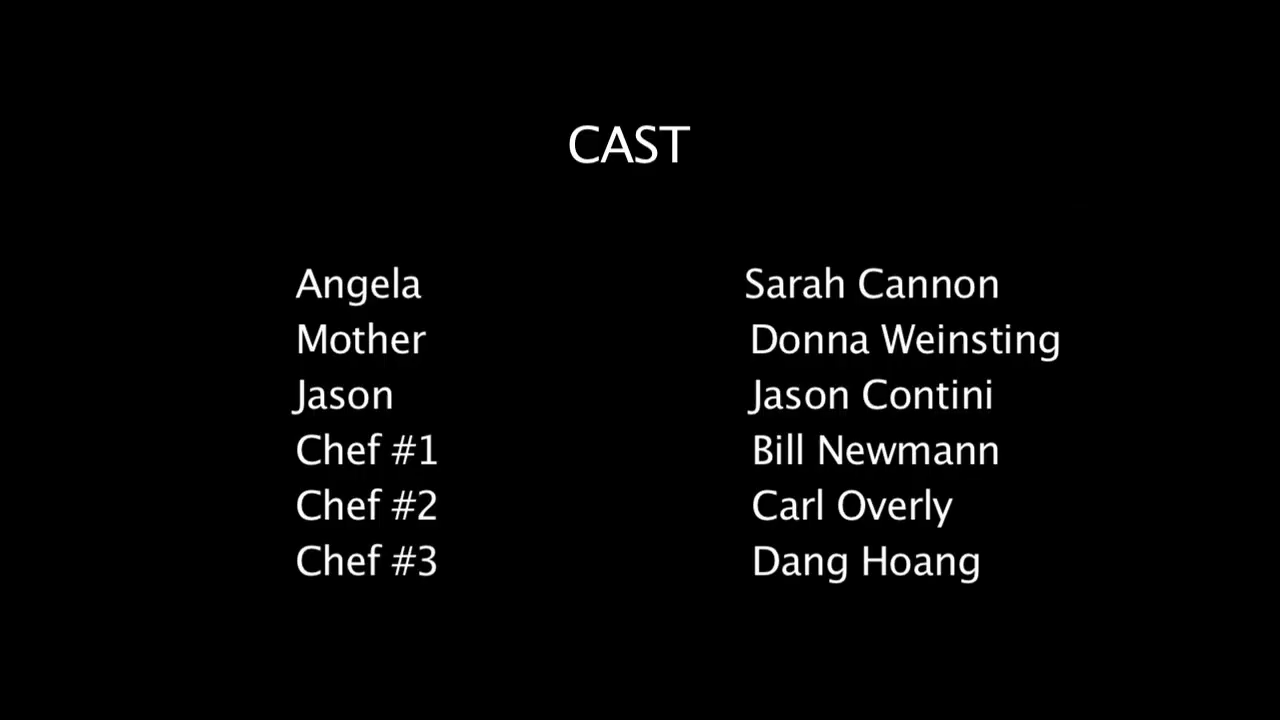 CAST
Angela Sarah Cannon
Mother Donna Weinsting
Jason Jason Contini
Chef #1 Bill Newmann
Chef #2 Carl Overly
Chef #3 Dang Hoang